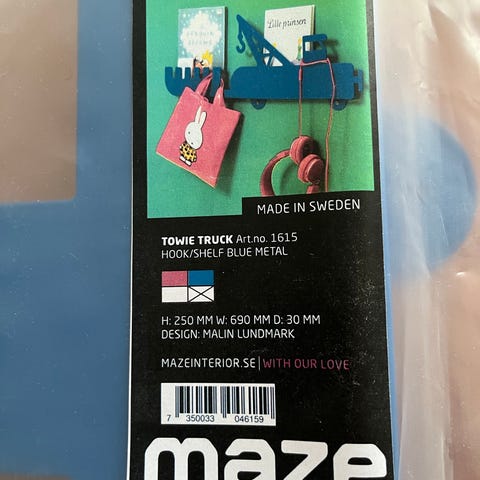 Lille prinsen
MADE IN SWEDEN
TOWIE TRUCK Art.no. 1615
HOOK/SHELF BLUE METAL
H: 250 MM W: 690 MM D: 30 MM
DESIGN: MALIN LUNDMARK
MAZEINTERIOR.SE | WITH OUR LOVE
7 350033 046159
maze